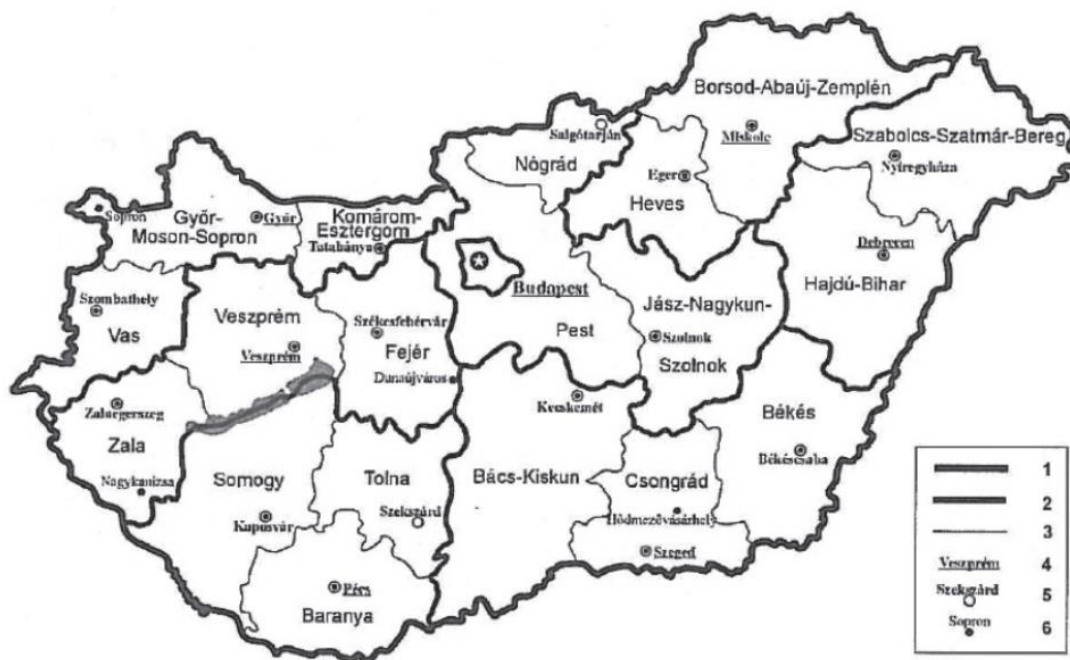 Borsod-Abaúj-Zemplén
Salgótarján
Miskolc
Szabolcs-Szatmár-Bereg
Nógrád
Nyíregyháza
Eger
Heves
Sopron
Győr-
Moson-Sopron
Győr
Komárom-
Esztergom
Tatabánya
Debrecen
Budapest
Hajdú-Bihar
Szombathely
Vas
Veszprém
Veszprém
Székesfehérvár
Fejér
Dunaújváros
Pest
Jász-Nagykun-
Szolnok
Szolnok
Kecskemét
Zalaegerszeg
Zala
Békés
Békéscsaba
Nagykanizsa
Somogy
Tolna
Bács-Kiskun
Csongrád
Kaposvár
Szekszárd
Hódmezővásárhely
Szeged
Pécs
Baranya
1
2
3
Veszprém 4
Szekszárd 5
Sopron 6